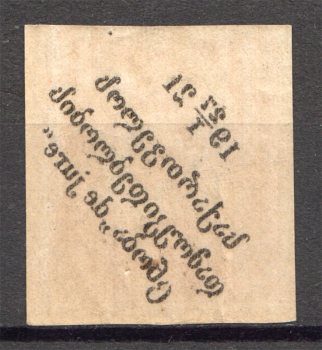 19 27/I 21
საქართველოს
დამოუკიდებლობის
ცნობა „de jure“